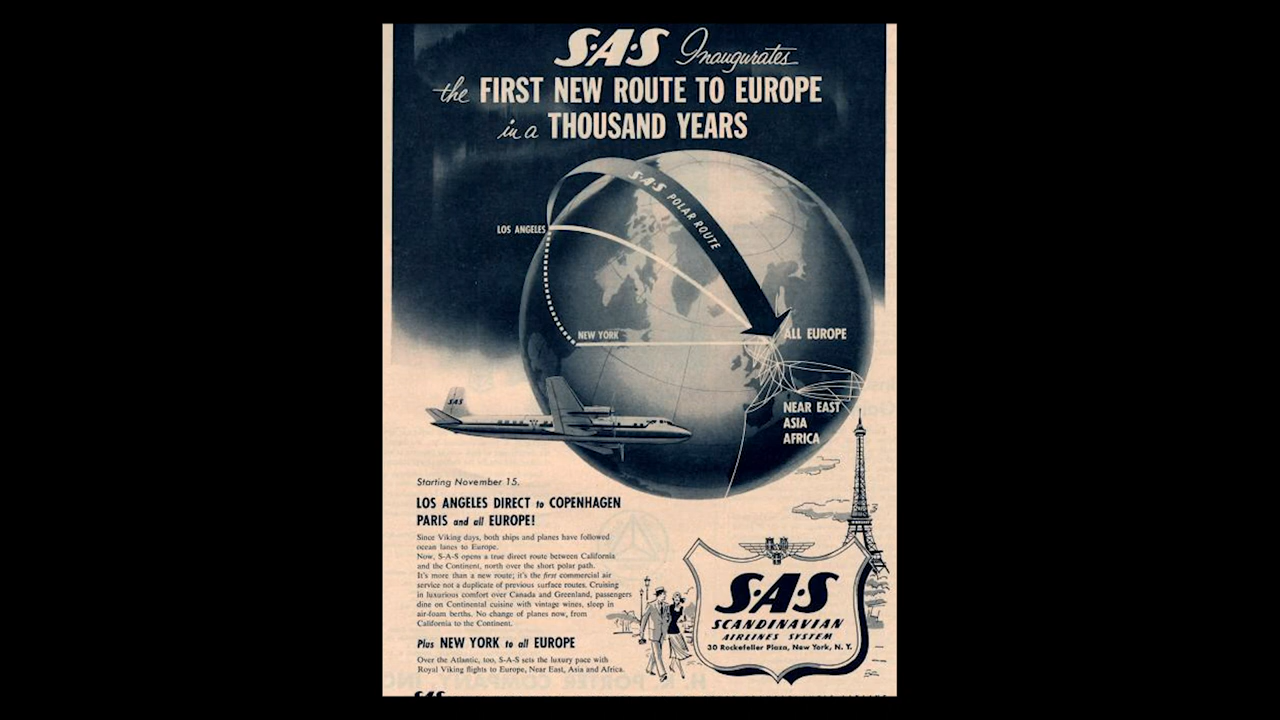 S·A·S Inaugurates
the FIRST NEW ROUTE TO EUROPE
in a THOUSAND YEARS
S·A·S POLAR ROUTE
LOS ANGELES
NEW YORK
ALL EUROPE
NEAR EAST
ASIA
AFRICA
SAS
Starting November 15.
LOS ANGELES DIRECT to COPENHAGEN
PARIS and all EUROPE!
Since Viking days, both ships and planes have followed
ocean lanes to Europe.
Now, S-A-S opens a true direct route between California
and the Continent, north over the short polar path.
It's more than a new route; it's the first commercial air
service not a duplicate of previous surface routes. Cruising
in luxurious comfort over Canada and Greenland, passengers
dine on Continental cuisine with vintage wines, sleep in
air-foam berths. No change of planes now, from
California to the Continent.
Plus NEW YORK to all EUROPE
Over the Atlantic, too, S-A-S sets the luxury pace with
Royal Viking flights to Europe, Near East, Asia and Africa.
S·A·S
SCANDINAVIAN
AIRLINES SYSTEM
30 Rockefeller Plaza, New York, N. Y.